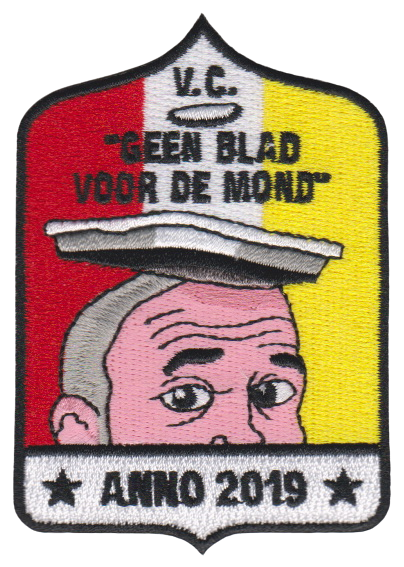 V.C.
"GEEN BLAD
VOOR DE MOND"
★ ANNO 2019 ★